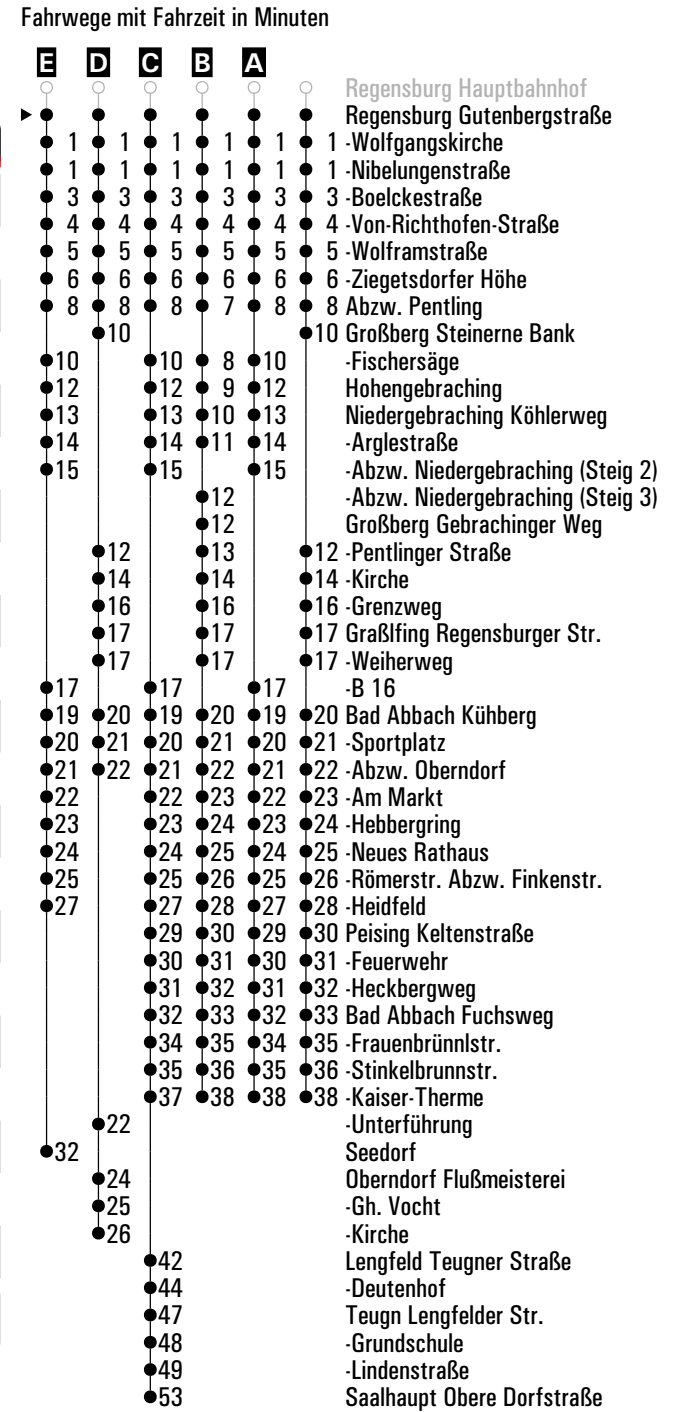 Fahrwege mit Fahrzeit in Minuten
E D C B A
Regensburg Hauptbahnhof
Regensburg Gutenbergstraße
1 1 1 1 1 1 -Wolfgangskirche
1 1 1 1 1 1 -Nibelungenstraße
3 3 3 3 3 3 -Boelckestraße
4 4 4 4 4 4 -Von-Richthofen-Straße
5 5 5 5 5 5 -Wolframstraße
6 6 6 6 6 6 -Ziegetsdorfer Höhe
8 8 8 7 8 8 Abzw. Pentling
10 10 Großberg Steinerne Bank
10 10 8 10 -Fischersäge
12 12 9 12 Hohengebraching
13 13 10 13 Niedergebraching Köhlerweg
14 14 11 14 -Arglestraße
15 15 15 -Abzw. Niedergebraching (Steig 2)
12 -Abzw. Niedergebraching (Steig 3)
12 Großberg Gebrachinger Weg
12 13 12 -Pentlinger Straße
14 14 14 -Kirche
16 16 16 -Grenzweg
17 17 17 Graßlfing Regensburger Str.
17 17 17 -Weiherweg
17 17 17 -B 16
19 20 19 20 19 20 Bad Abbach Kühberg
20 21 20 21 20 21 -Sportplatz
21 22 21 22 21 22 -Abzw. Oberndorf
22 22 23 22 23 -Am Markt
23 23 24 23 24 -Hebbergring
24 24 25 24 25 -Neues Rathaus
25 25 26 25 26 -Römerstr. Abzw. Finkenstr.
27 27 28 27 28 -Heidfeld
29 30 29 30 Peising Keltenstraße
30 31 30 31 -Feuerwehr
31 32 31 32 -Heckbergweg
32 33 32 33 Bad Abbach Fuchsweg
34 35 34 35 -Frauenbrünnlstr.
35 36 35 36 -Stinkelbrunnstr.
37 38 38 38 -Kaiser-Therme
22 -Unterführung
32 Seedorf
24 Oberndorf Flußmeisterei
25 -Gh. Vocht
26 -Kirche
42 Lengfeld Teugner Straße
44 -Deutenhof
47 Teugn Lengfelder Str.
48 -Grundschule
49 -Lindenstraße
53 Saalhaupt Obere Dorfstraße